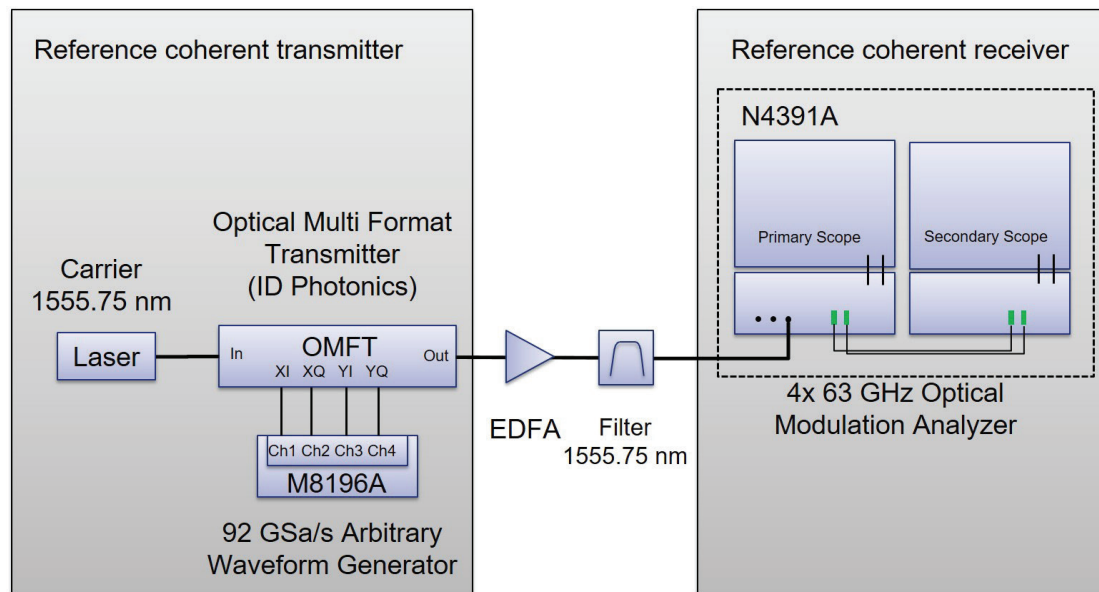 Reference coherent transmitter
Optical Multi Format
Transmitter
(ID Photonics)
Carrier
1555.75 nm
Laser
In
OMFT
Out
XI XQ YI YQ
Ch1 Ch2 Ch3 Ch4
M8196A
92 GSa/s Arbitrary
Waveform Generator
EDFA
Filter
1555.75 nm
Reference coherent receiver
N4391A
Primary Scope
Secondary Scope
4x 63 GHz Optical
Modulation Analyzer